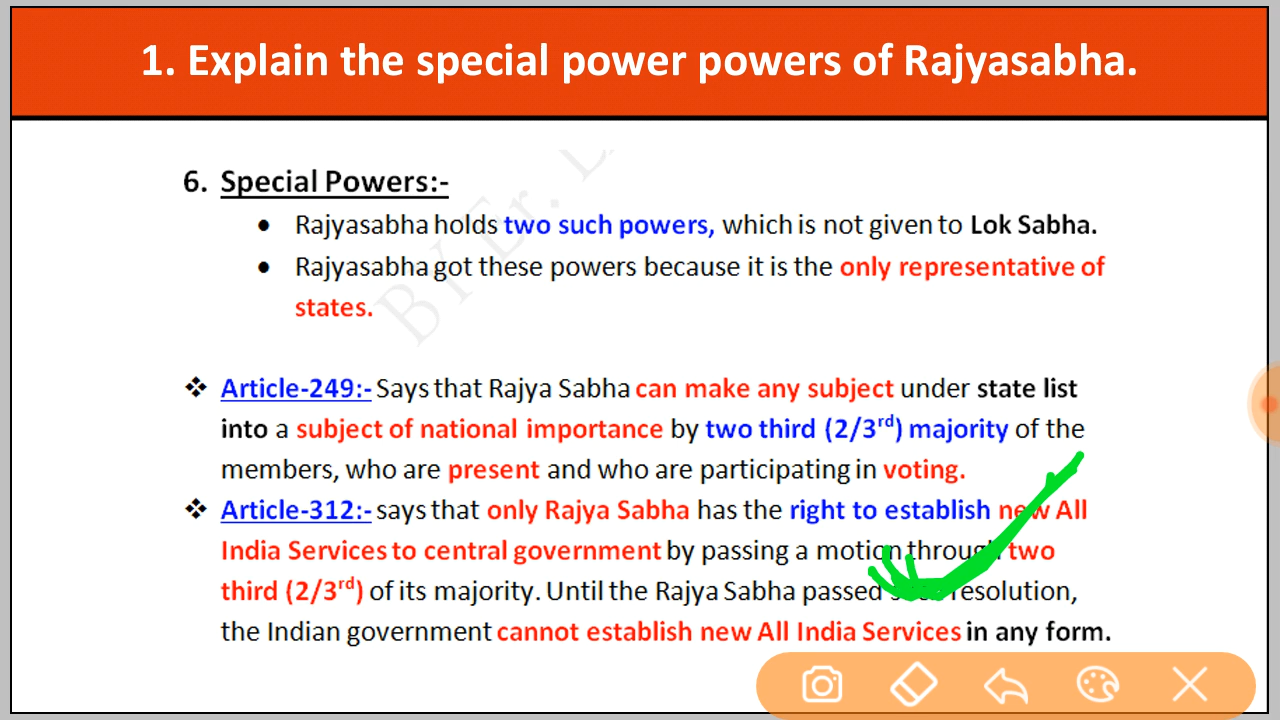 1. Explain the special power powers of Rajyasabha.
6. Special Powers:-
• Rajyasabha holds two such powers, which is not given to Lok Sabha.
• Rajyasabha got these powers because it is the only representative of
states.
❖ Article-249:- Says that Rajya Sabha can make any subject under state list
into a subject of national importance by two third (2/3rd) majority of the
members, who are present and who are participating in voting.
❖ Article-312:- says that only Rajya Sabha has the right to establish new All
India Services to central government by passing a motion through two
third (2/3rd) of its majority. Until the Rajya Sabha passed resolution,
the Indian government cannot establish new All India Services in any form.
BY Er.